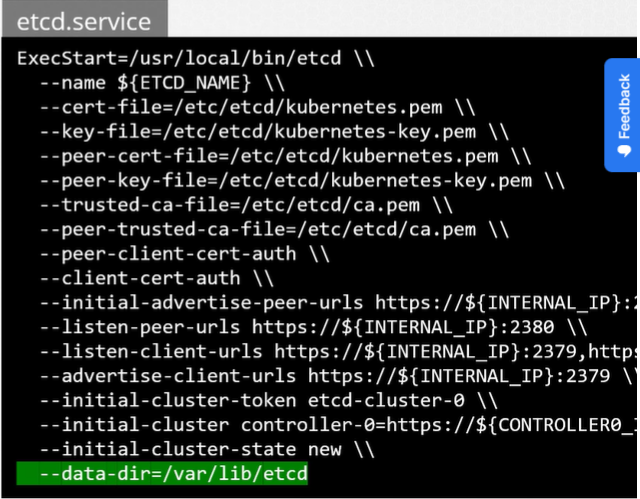 etcd.service
ExecStart=/usr/local/bin/etcd \\
--name ${ETCD_NAME} \\
--cert-file=/etc/etcd/kubernetes.pem \\
--key-file=/etc/etcd/kubernetes-key.pem \\
--peer-cert-file=/etc/etcd/kubernetes.pem \\
--peer-key-file=/etc/etcd/kubernetes-key.pem \\
--trusted-ca-file=/etc/etcd/ca.pem \\
--peer-trusted-ca-file=/etc/etcd/ca.pem \\
--peer-client-cert-auth \\
--client-cert-auth \\
--initial-advertise-peer-urls https://${INTERNAL_IP}:2
--listen-peer-urls https://${INTERNAL_IP}:2380 \\
--listen-client-urls https://${INTERNAL_IP}:2379,https
--advertise-client-urls https://${INTERNAL_IP}:2379 \\
--initial-cluster-token etcd-cluster-0 \\
--initial-cluster controller-0=https://${CONTROLLER0_I
--initial-cluster-state new \\
--data-dir=/var/lib/etcd
Feedback